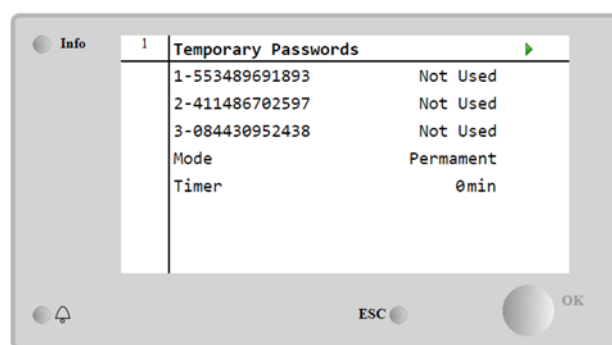 Info
1
Temporary Passwords
1-553489691893 Not Used
2-411486702597 Not Used
3-084430952438 Not Used
Mode Permament
Timer 0min
ESC
OK